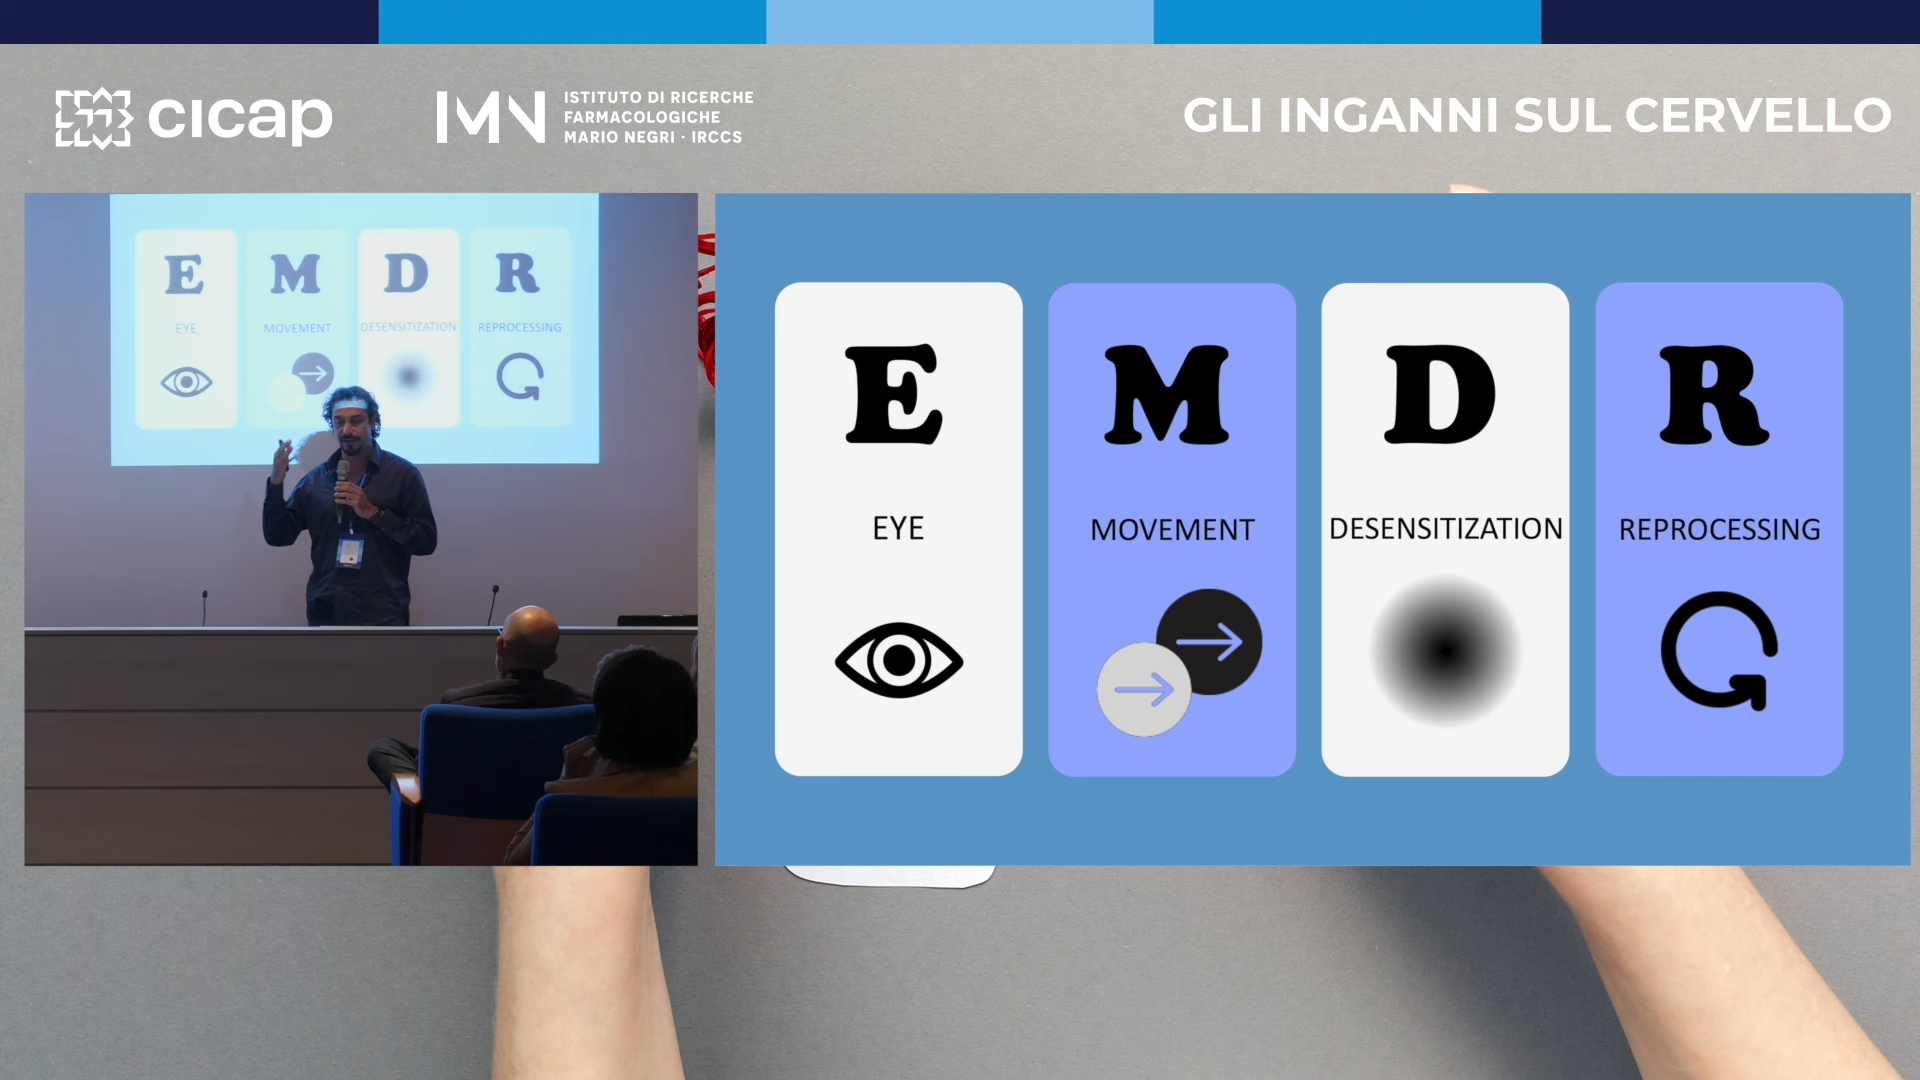 cicap
IMN
ISTITUTO DI RICERCHE
FARMACOLOGICHE
MARIO NEGRI · IRCCS
GLI INGANNI SUL CERVELLO
E M D R
EYE MOVEMENT DESENSITIZATION REPROCESSING
E M D R
EYE MOVEMENT DESENSITIZATION REPROCESSING